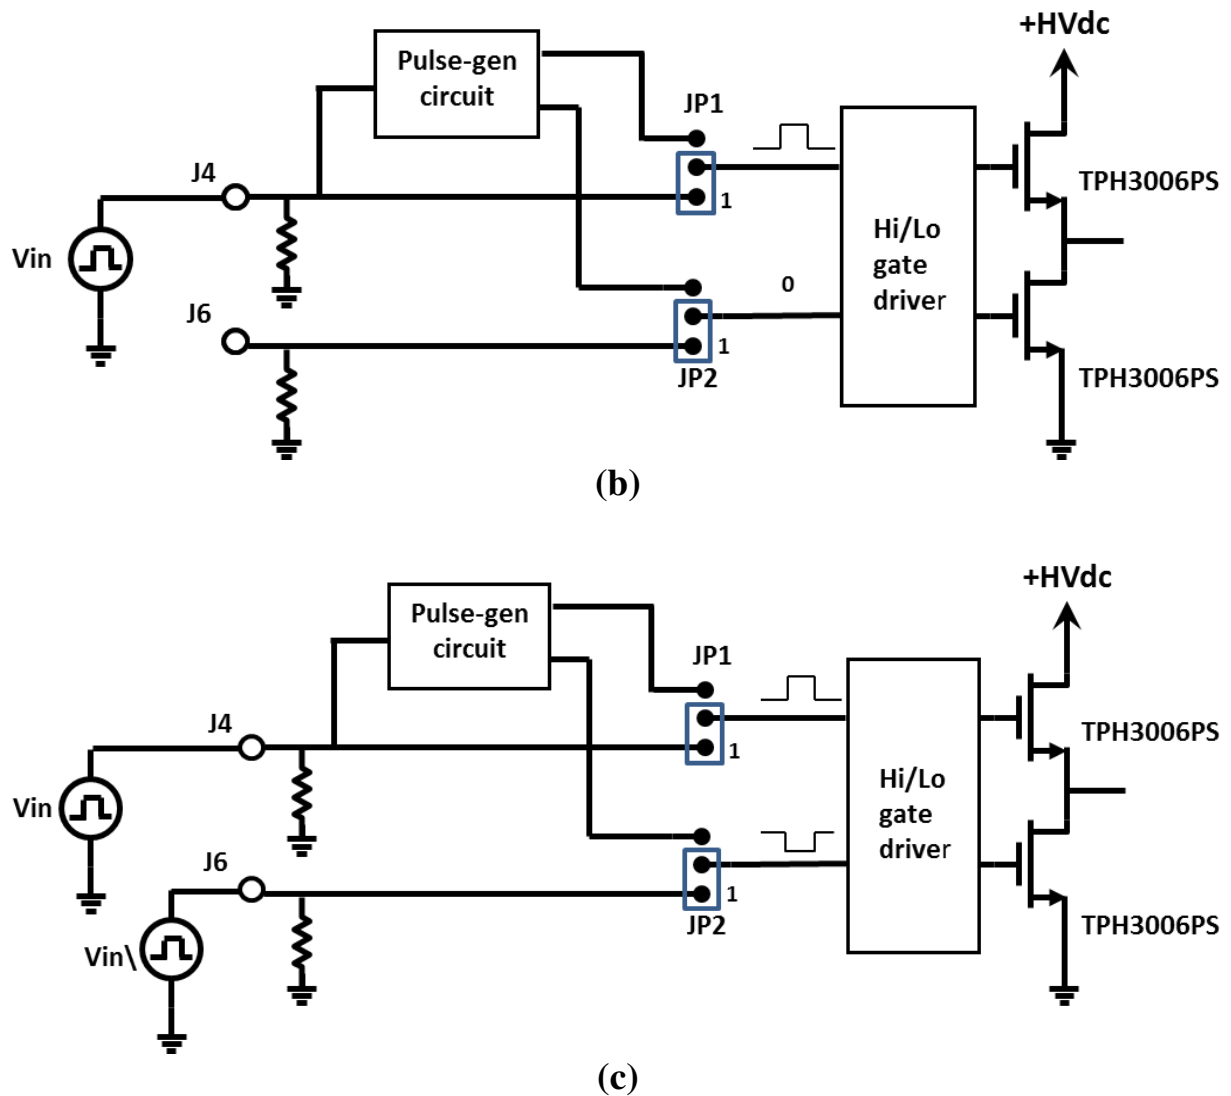 +HVdc
Pulse-gen
circuit
JP1
J4
TPH3006PS
1
Hi/Lo
gate
driver
Vin
0
J6
1
JP2
TPH3006PS
(b)
+HVdc
Pulse-gen
circuit
JP1
J4
TPH3006PS
1
Hi/Lo
gate
driver
Vin
J6
1
JP2
TPH3006PS
Vin\
(c)